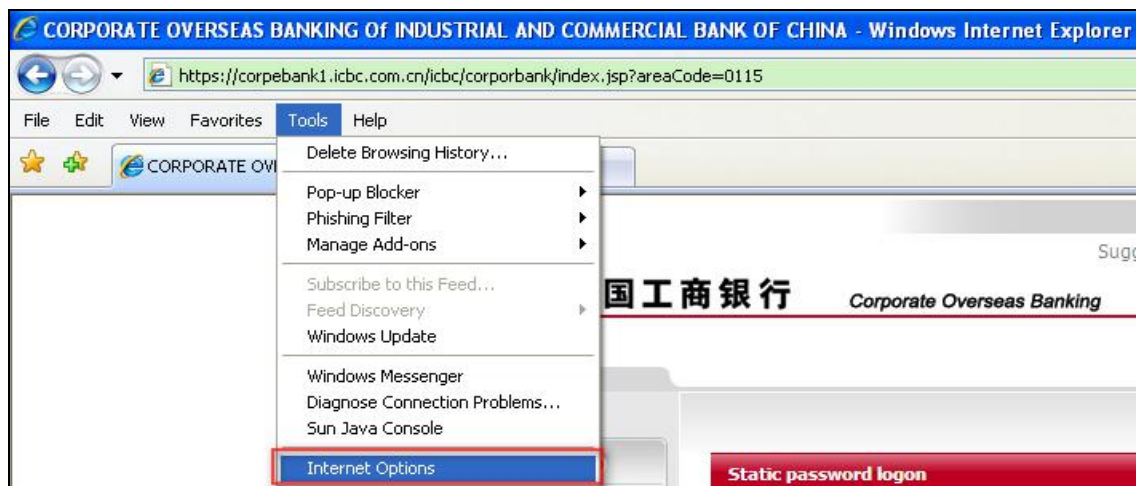 CORPORATE OVERSEAS BANKING Of INDUSTRIAL AND COMMERCIAL BANK OF CHINA - Windows Internet Explorer
https://corpebank1.icbc.com.cn/icbc/corporbank/index.jsp?areaCode=0115
File Edit View Favorites Tools Help
CORPORATE OVE
Delete Browsing History...
Pop-up Blocker
Phishing Filter
Manage Add-ons
Sugg
Subscribe to this Feed...
国工商银行 Corporate Overseas Banking
Feed Discovery
Windows Update
Windows Messenger
Diagnose Connection Problems...
Sun Java Console
Internet Options
Static password logon